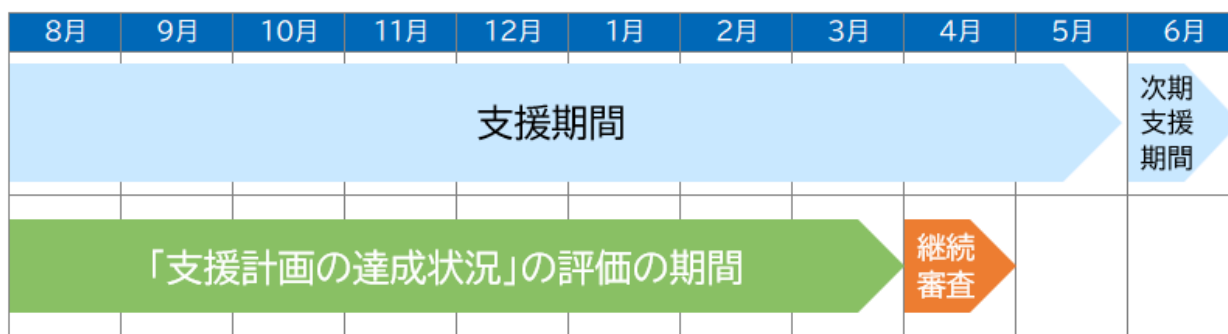 8月 9月 10月 11月 12月 1月 2月 3月 4月 5月 6月
支援期間
次期
支援
期間
「支援計画の達成状況」の評価の期間
継続
審査